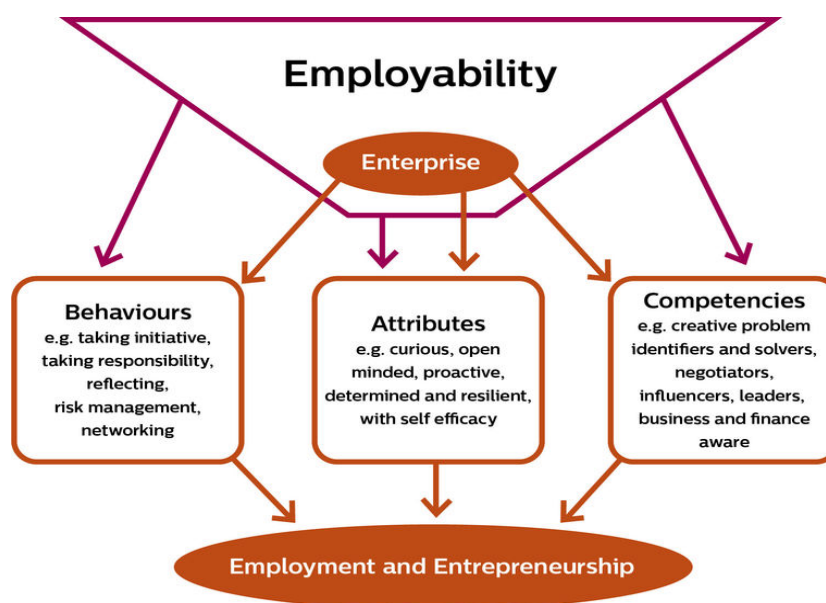 Employability
Enterprise
Behaviours
e.g. taking initiative,
taking responsibility,
reflecting,
risk management,
networking
Attributes
e.g. curious, open
minded, proactive,
determined and resilient,
with self efficacy
Competencies
e.g. creative problem
identifiers and solvers,
negotiators,
influencers, leaders,
business and finance
aware
Employment and Entrepreneurship